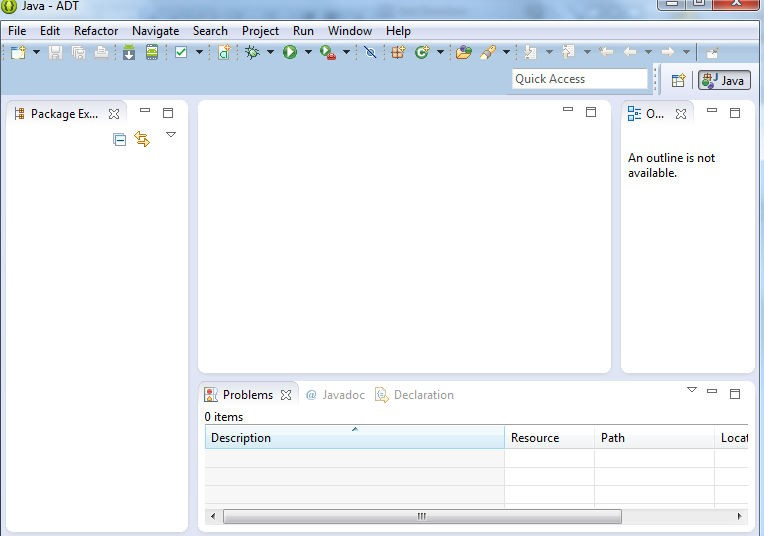 Java - ADT
File Edit Refactor Navigate Search Project Run Window Help
Quick Access
Java
Package Ex...
O...
An outline is not
available.
Problems @ Javadoc Declaration
0 items
Description Resource Path Locat